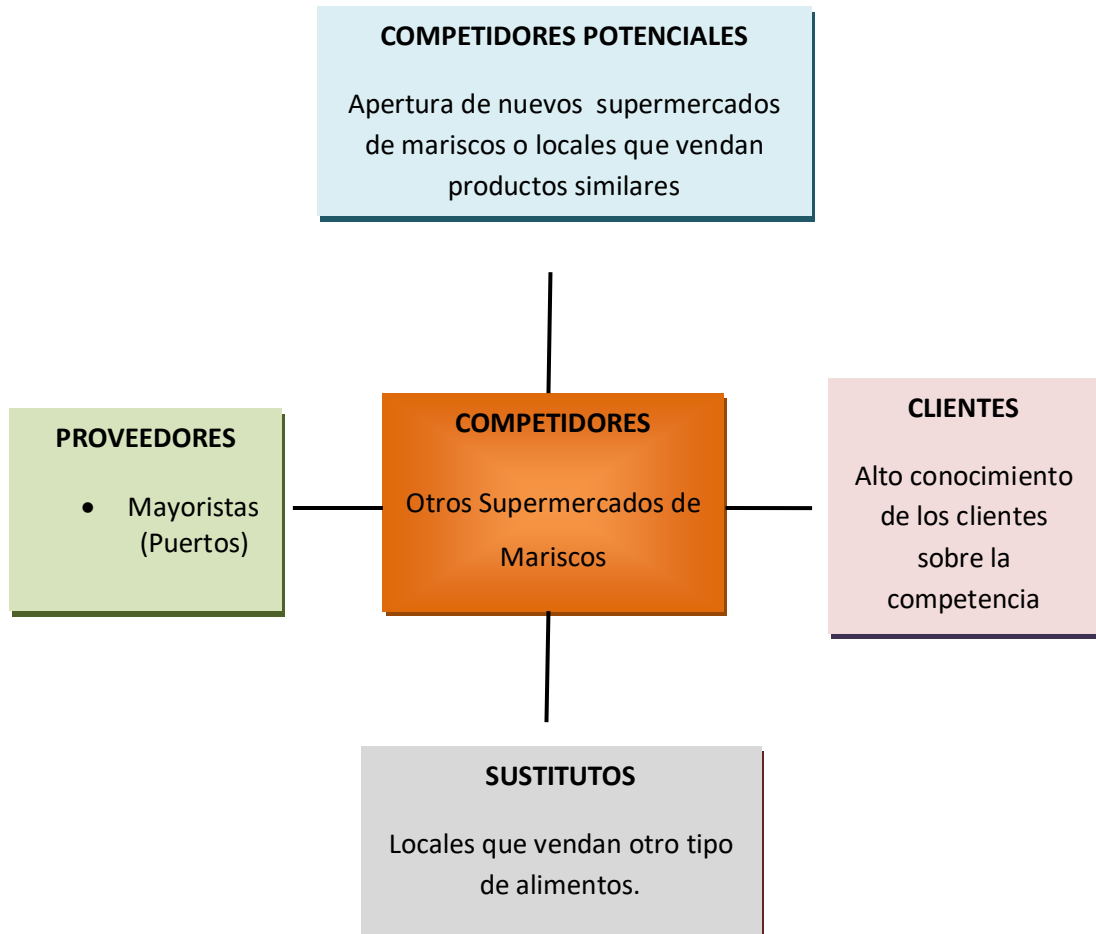 COMPETIDORES POTENCIALES
Apertura de nuevos supermercados
de mariscos o locales que vendan
productos similares
PROVEEDORES
• Mayoristas
(Puertos)
COMPETIDORES
Otros Supermercados de
Mariscos
CLIENTES
Alto conocimiento
de los clientes
sobre la
competencia
SUSTITUTOS
Locales que vendan otro tipo
de alimentos.